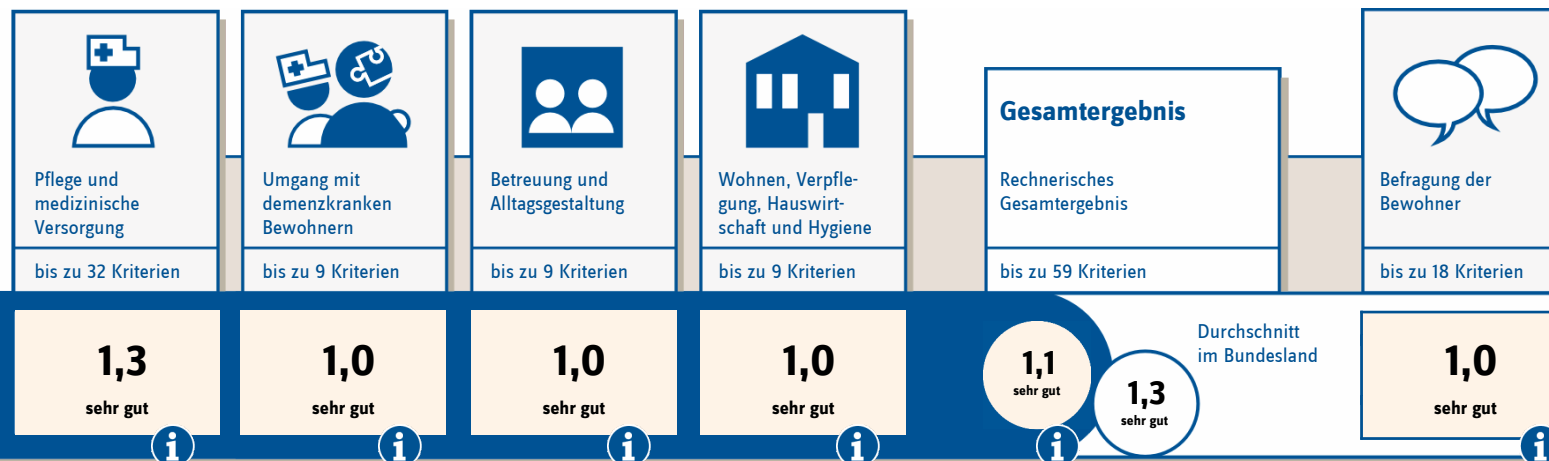 Pflege und
medizinische
Versorgung
bis zu 32 Kriterien
1,3
sehr gut
i
Umgang mit
demenzkranken
Bewohnern
bis zu 9 Kriterien
1,0
sehr gut
i
Betreuung und
Alltagsgestaltung
bis zu 9 Kriterien
1,0
sehr gut
i
Wohnen, Verpfle-
gung, Hauswirt-
schaft und Hygiene
bis zu 9 Kriterien
1,0
sehr gut
i
Gesamtergebnis
Rechnerisches
Gesamtergebnis
bis zu 59 Kriterien
1,1
sehr gut
i
1,3
sehr gut
Durchschnitt
im Bundesland
Befragung der
Bewohner
bis zu 18 Kriterien
1,0
sehr gut
i